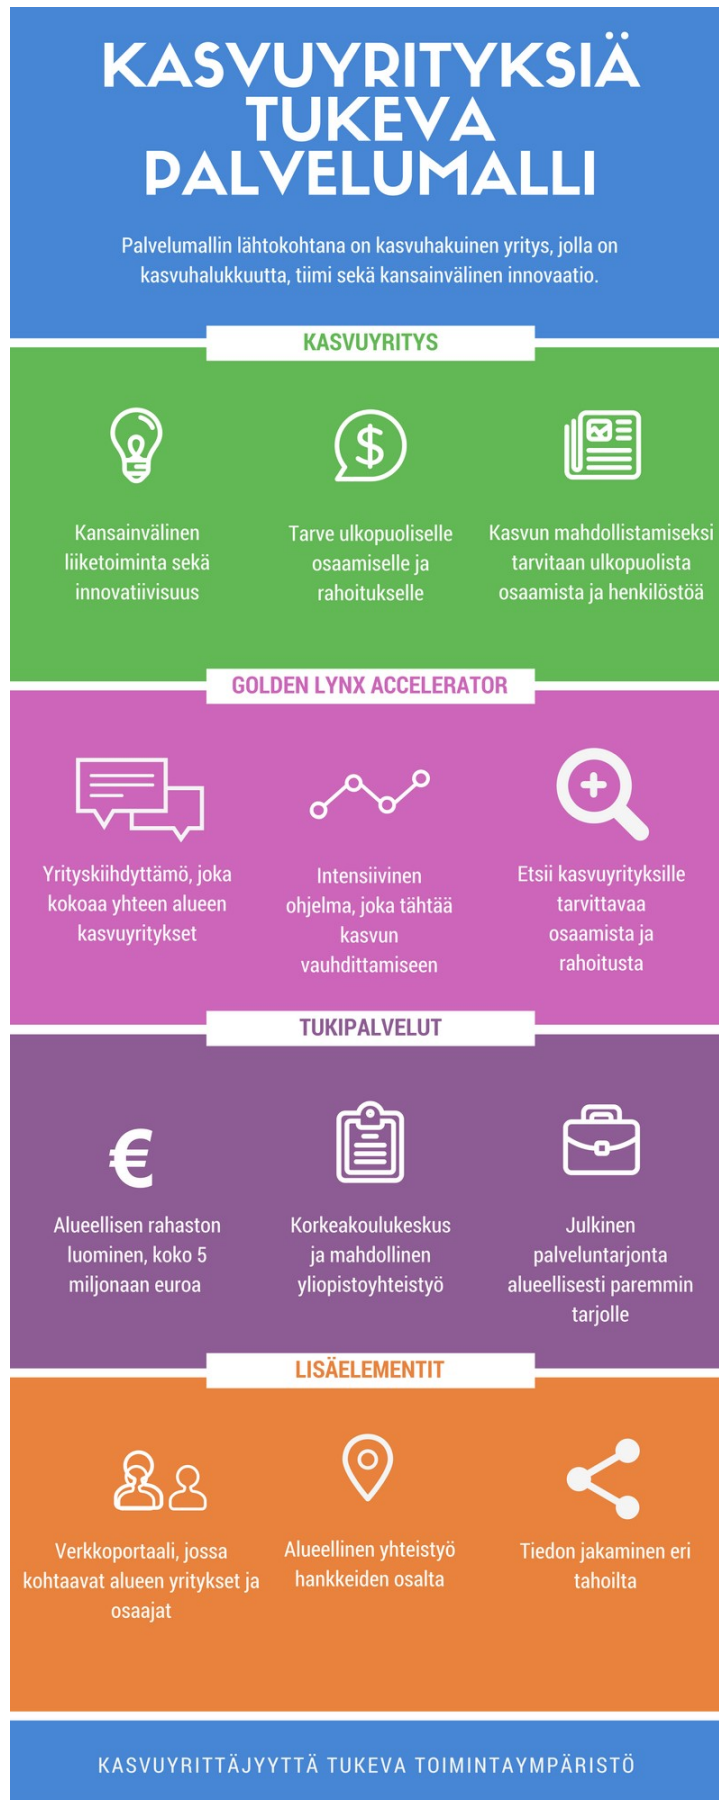 KASVUYRITYKSIÄ
TUKEVA
PALVELUMALLI
Palvelumallin lähtokohtana on kasvuhakuinen yritys, jolla on
kasvuhalukkuutta, tiimi sekä kansainvälinen innovaatio.
KASVUYRITYS
Kansainvälinen
liiketoiminta sekä
innovatiivisuus
Tarve ulkopuoliselle
osaamiselle ja
rahoitukselle
Kasvun mahdollistamiseksi
tarvitaan ulkopuolista
osaamista ja henkilöstöä
GOLDEN LYNX ACCELERATOR
Yrityskiihdyttämö, joka
kokoaa yhteen alueen
kasvuyritykset
Intensiivinen
ohjelma, joka tähtää
kasvun
vauhdittamiseen
Etsii kasvuyrityksille
tarvittavaa
osaamista ja
rahoitusta
TUKIPALVELUT
€
Alueellisen rahaston
luominen, koko 5
miljonaan euroa
Korkeakoulukeskus
ja mahdollinen
yliopistoyhteistyö
Julkinen
palveluntarjonta
alueellisesti paremmin
tarjolle
LISÄELEMENTIT
Verkkoportaali, jossa
kohtaavat alueen yritykset ja
osaajat
Alueellinen yhteistyö
hankkeiden osalta
Tiedon jakaminen eri
tahoilta
KASVUYRITTÄJYYTTÄ TUKEVA TOIMINTAYMPÄRISTÖ